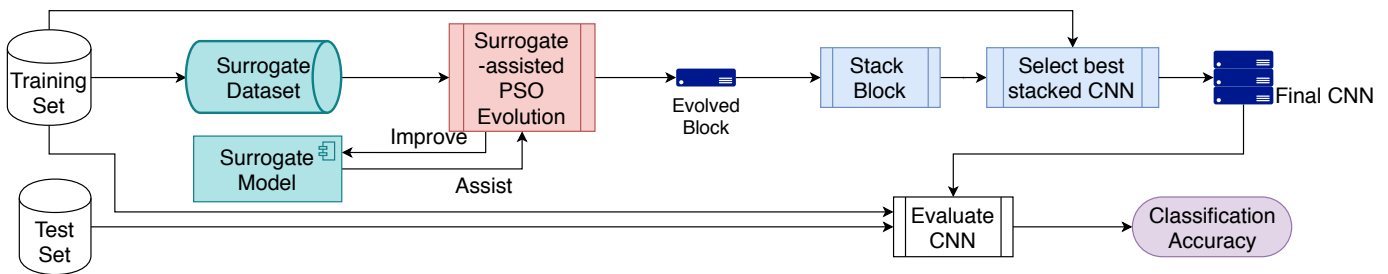 Training
Set
Surrogate
Dataset
Surrogate
-assisted
PSO
Evolution
Evolved
Block
Stack
Block
Select best
stacked CNN
Final CNN
Improve
Surrogate
Model
Assist
Test
Set
Evaluate
CNN
Classification
Accuracy